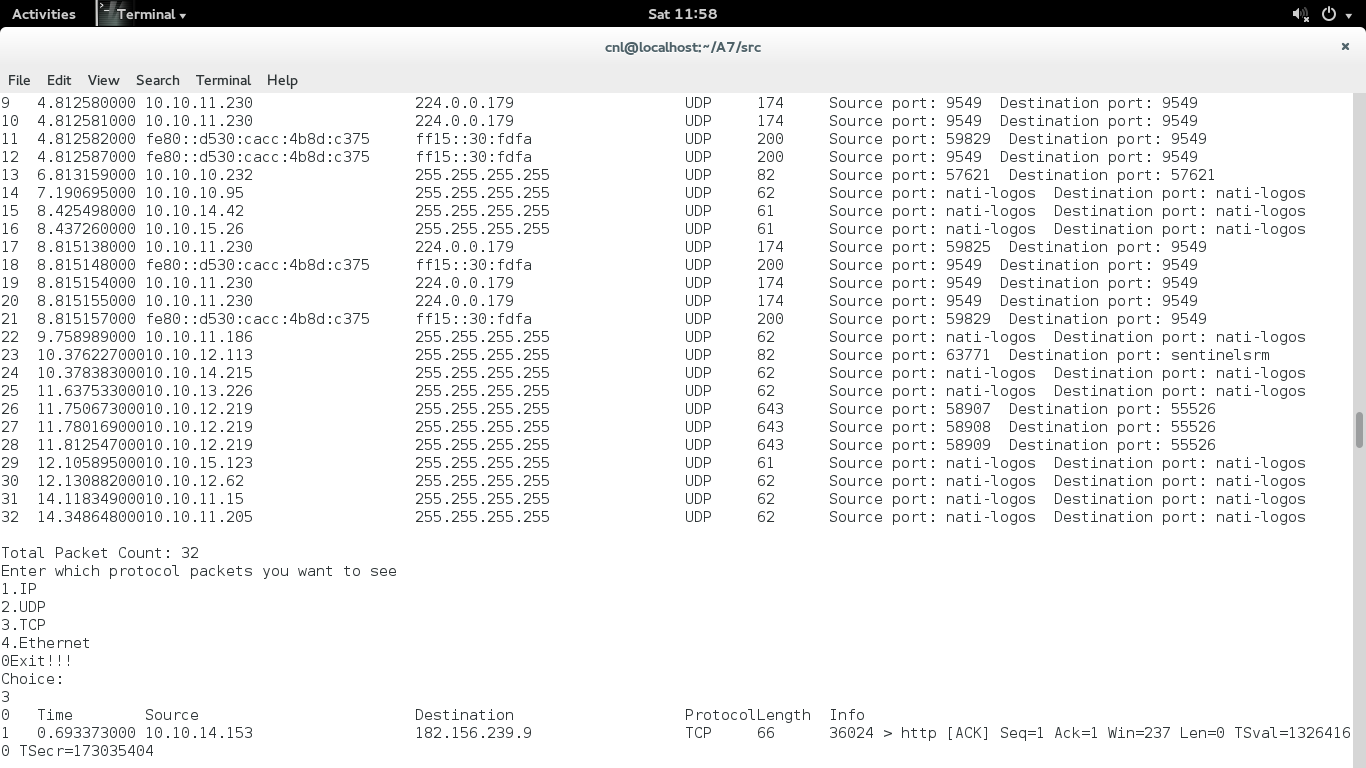 Activities Terminal Sat 11:58
cnl@localhost:~/A7/src
File Edit View Search Terminal Help
9 4.812580000 10.10.11.230 224.0.0.179 UDP 174 Source port: 9549 Destination port: 9549
10 4.812581000 10.10.11.230 224.0.0.179 UDP 174 Source port: 9549 Destination port: 9549
11 4.812582000 fe80::d530:cacc:4b8d:c375 ff15::30:fdfa UDP 200 Source port: 59829 Destination port: 9549
12 4.812587000 fe80::d530:cacc:4b8d:c375 ff15::30:fdfa UDP 200 Source port: 9549 Destination port: 9549
13 6.813159000 10.10.10.232 255.255.255.255 UDP 82 Source port: 57621 Destination port: 57621
14 7.190695000 10.10.10.95 255.255.255.255 UDP 62 Source port: nati-logos Destination port: nati-logos
15 8.425498000 10.10.14.42 255.255.255.255 UDP 61 Source port: nati-logos Destination port: nati-logos
16 8.437260000 10.10.15.26 255.255.255.255 UDP 61 Source port: nati-logos Destination port: nati-logos
17 8.815138000 10.10.11.230 224.0.0.179 UDP 174 Source port: 59825 Destination port: 9549
18 8.815148000 fe80::d530:cacc:4b8d:c375 ff15::30:fdfa UDP 200 Source port: 9549 Destination port: 9549
19 8.815154000 10.10.11.230 224.0.0.179 UDP 174 Source port: 9549 Destination port: 9549
20 8.815155000 10.10.11.230 224.0.0.179 UDP 174 Source port: 9549 Destination port: 9549
21 8.815157000 fe80::d530:cacc:4b8d:c375 ff15::30:fdfa UDP 200 Source port: 59829 Destination port: 9549
22 9.758989000 10.10.11.186 255.255.255.255 UDP 62 Source port: nati-logos Destination port: nati-logos
23 10.37622700010.10.12.113 255.255.255.255 UDP 82 Source port: 63771 Destination port: sentinelsrm
24 10.37838300010.10.14.215 255.255.255.255 UDP 62 Source port: nati-logos Destination port: nati-logos
25 11.63753300010.10.13.226 255.255.255.255 UDP 62 Source port: nati-logos Destination port: nati-logos
26 11.75067300010.10.12.219 255.255.255.255 UDP 643 Source port: 58907 Destination port: 55526
27 11.78016900010.10.12.219 255.255.255.255 UDP 643 Source port: 58908 Destination port: 55526
28 11.81254700010.10.12.219 255.255.255.255 UDP 643 Source port: 58909 Destination port: 55526
29 12.10589500010.10.15.123 255.255.255.255 UDP 61 Source port: nati-logos Destination port: nati-logos
30 12.13088200010.10.12.62 255.255.255.255 UDP 62 Source port: nati-logos Destination port: nati-logos
31 14.11834900010.10.11.15 255.255.255.255 UDP 62 Source port: nati-logos Destination port: nati-logos
32 14.34864800010.10.11.205 255.255.255.255 UDP 62 Source port: nati-logos Destination port: nati-logos
Total Packet Count: 32
Enter which protocol packets you want to see
1.IP
2.UDP
3.TCP
4.Ethernet
0Exit!!!
Choice:
3
0 Time Source Destination ProtocolLength Info
1 0.693373000 10.10.14.153 182.156.239.9 TCP 66 36024 > http [ACK] Seq=1 Ack=1 Win=237 Len=0 TSval=1326416
0 TSecr=173035404